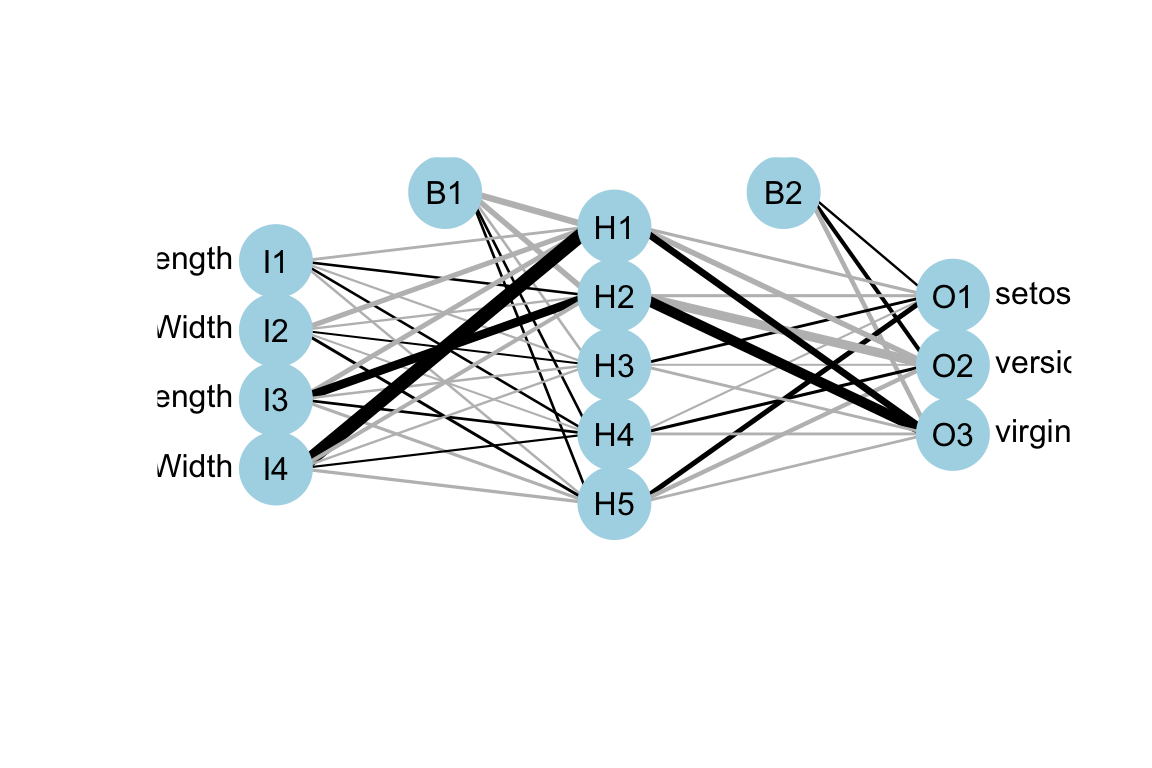 B1
B2
H1
ength I1
H2
O1 setos
Width I2
H3
O2 versic
ength I3
H4
O3 virgin
Width I4
H5